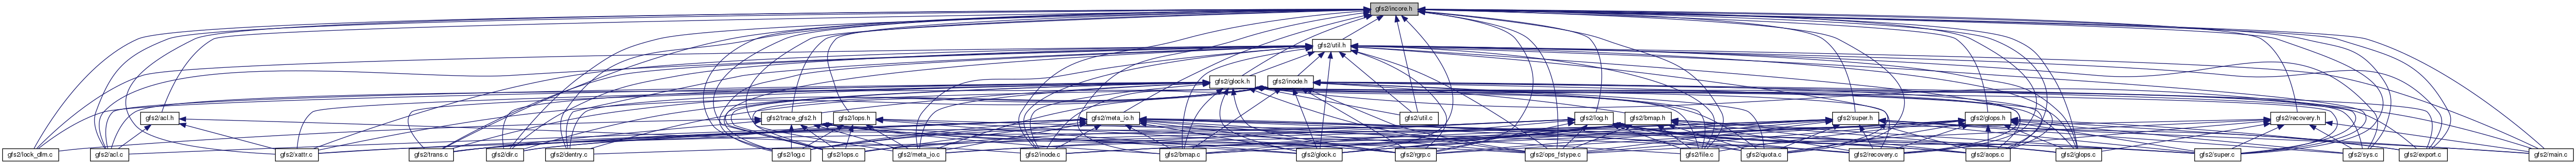 gfs2/incore.h
gfs2/util.h
gfs2/glock.h
gfs2/inode.h
gfs2/acl.h
gfs2/trace_gfs2.h
gfs2/lops.h
gfs2/meta_io.h
gfs2/util.c
gfs2/log.h
gfs2/bmap.h
gfs2/super.h
gfs2/glops.h
gfs2/recovery.h
gfs2/lock_dlm.c
gfs2/acl.c
gfs2/xattr.c
gfs2/trans.c
gfs2/dir.c
gfs2/dentry.c
gfs2/log.c
gfs2/lops.c
gfs2/meta_io.c
gfs2/inode.c
gfs2/bmap.c
gfs2/glock.c
gfs2/rgrp.c
gfs2/ops_fstype.c
gfs2/file.c
gfs2/quota.c
gfs2/recovery.c
gfs2/aops.c
gfs2/glops.c
gfs2/super.c
gfs2/sys.c
gfs2/export.c
gfs2/main.c